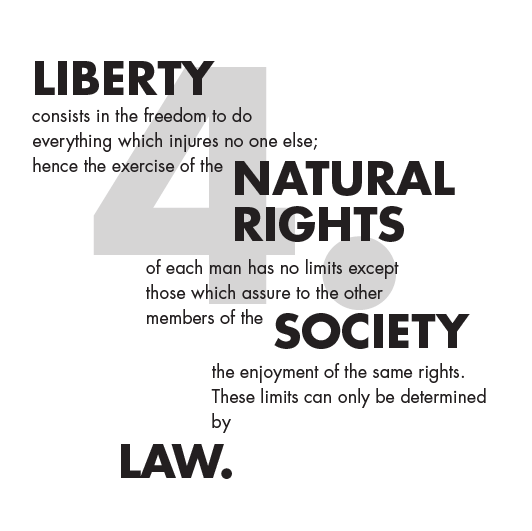 4.
LIBERTY
consists in the freedom to do
everything which injures no one else;
hence the exercise of the NATURAL
RIGHTS
of each man has no limits except
those which assure to the other
members of the SOCIETY
the enjoyment of the same rights.
These limits can only be determined
by
LAW.